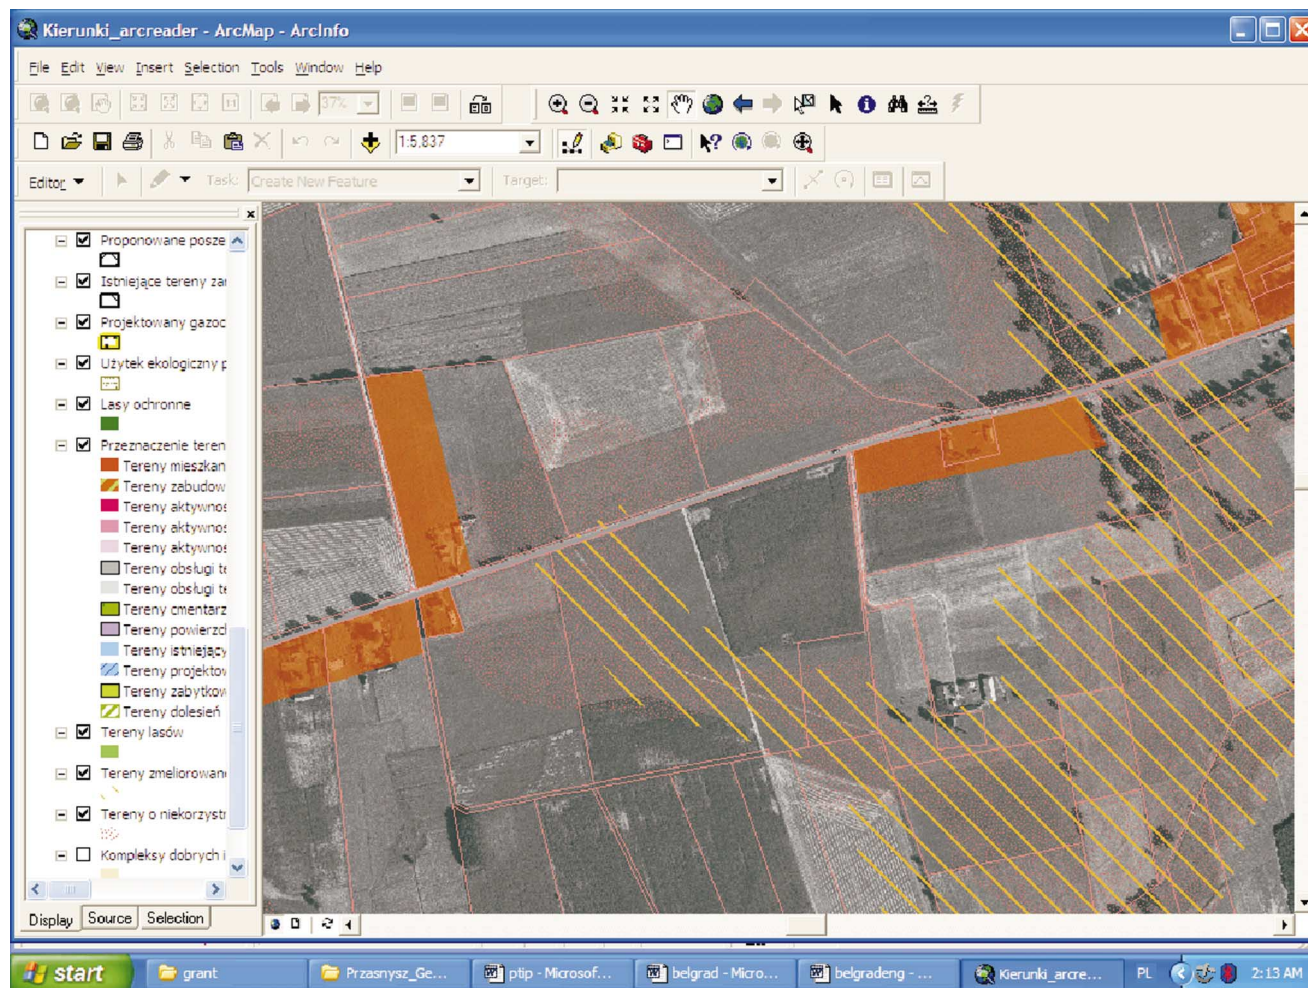 Kierunki_arcreader - ArcMap - ArcInfo
File Edit View Insert Selection Tools Window Help
37%
1:5,837
Editor Task: Create New Feature Target:
Proponowane posze
Istniejące tereny za
Projektowany gazoc
Użytek ekologiczny p
Lasy ochronne
Przeznaczenie teren
Tereny mieszkan
Tereny zabudow
Tereny aktywnos
Tereny aktywnoś
Tereny aktywnoś
Tereny obsługi te
Tereny obsługi te
Tereny cmentarz
Tereny powierzch
Tereny istniejący
Tereny projektow
Tereny zabytkow
Tereny dolesień
Tereny lasów
Tereny zmeliorowan
Tereny o niekorzyst
Kompleksy dobrych i
Display Source Selection
start grant Przasnysz_Ge... ptip - Microsof... belgrad - Micro... belgradeng - ... Kierunki_arcre... PL 2:13 AM